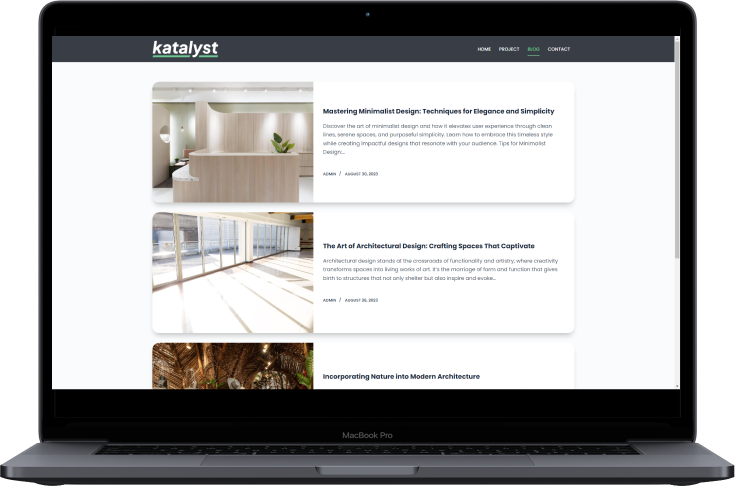 katalyst
HOME PROJECT BLOG CONTACT
Mastering Minimalist Design: Techniques for Elegance and Simplicity
Discover the art of minimalist design and how it elevates user experience through clean
lines, serene spaces, and purposeful simplicity. Learn how to embrace this timeless style
while creating impactful designs that resonate with your audience. Tips for Minimalist
Design:...
ADMIN / AUGUST 30, 2023
The Art of Architectural Design: Crafting Spaces That Captivate
Architectural design stands at the crossroads of functionality and artistry, where creativity
transforms spaces into living works of art. It's the marriage of form and function that gives
birth to structures that not only shelter but also inspire and evoke...
ADMIN / AUGUST 26, 2023
Incorporating Nature into Modern Architecture
MacBook Pro